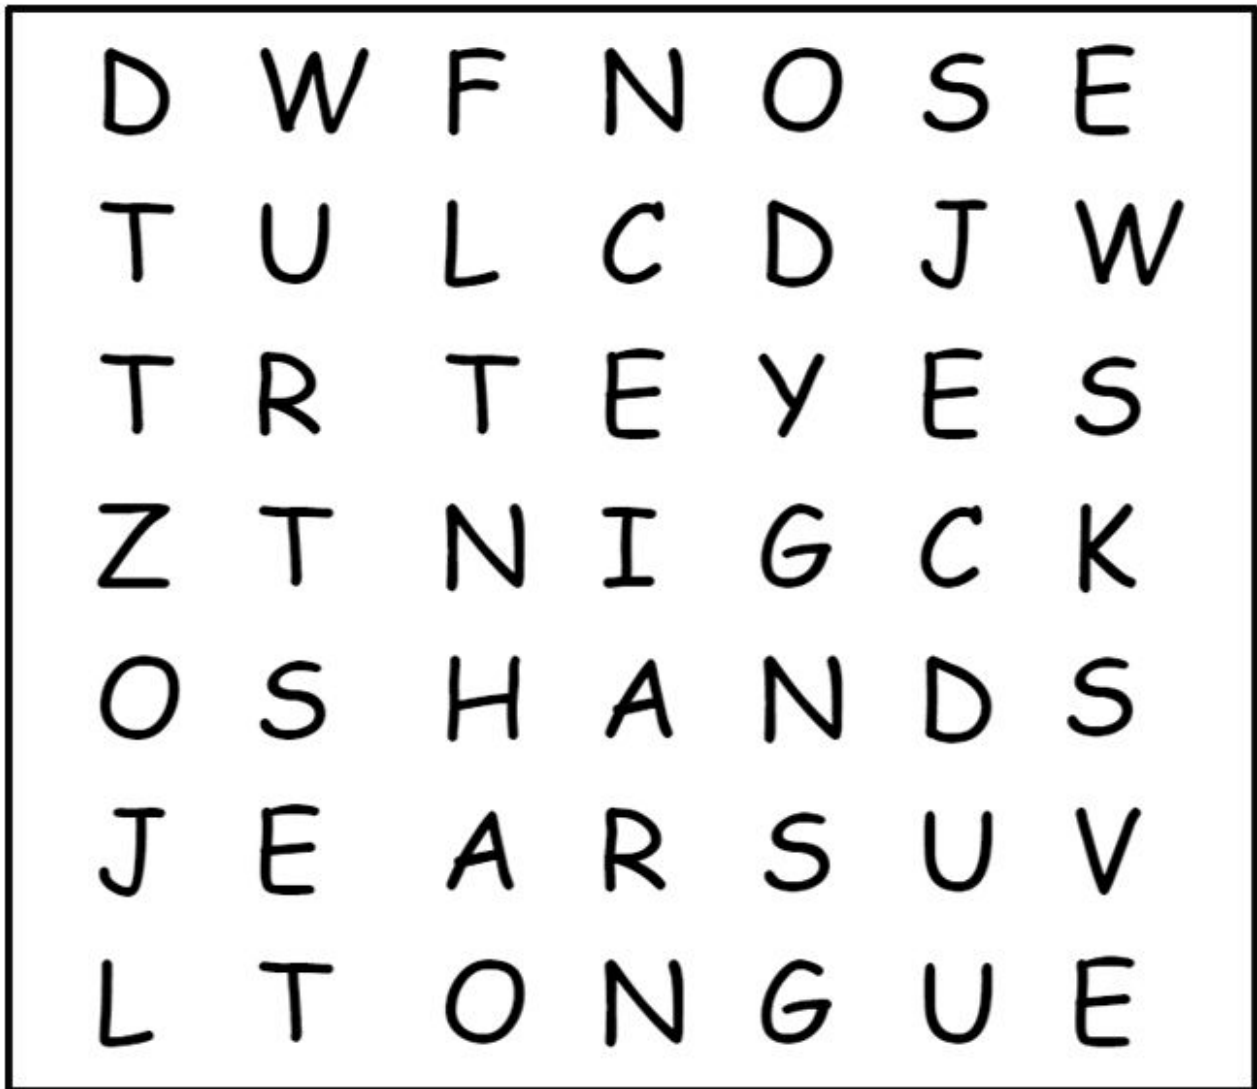 D W F N O S E
T U L C D J W
T R T E Y E S
Z T N I G C K
O S H A N D S
J E A R S U V
L T O N G U E